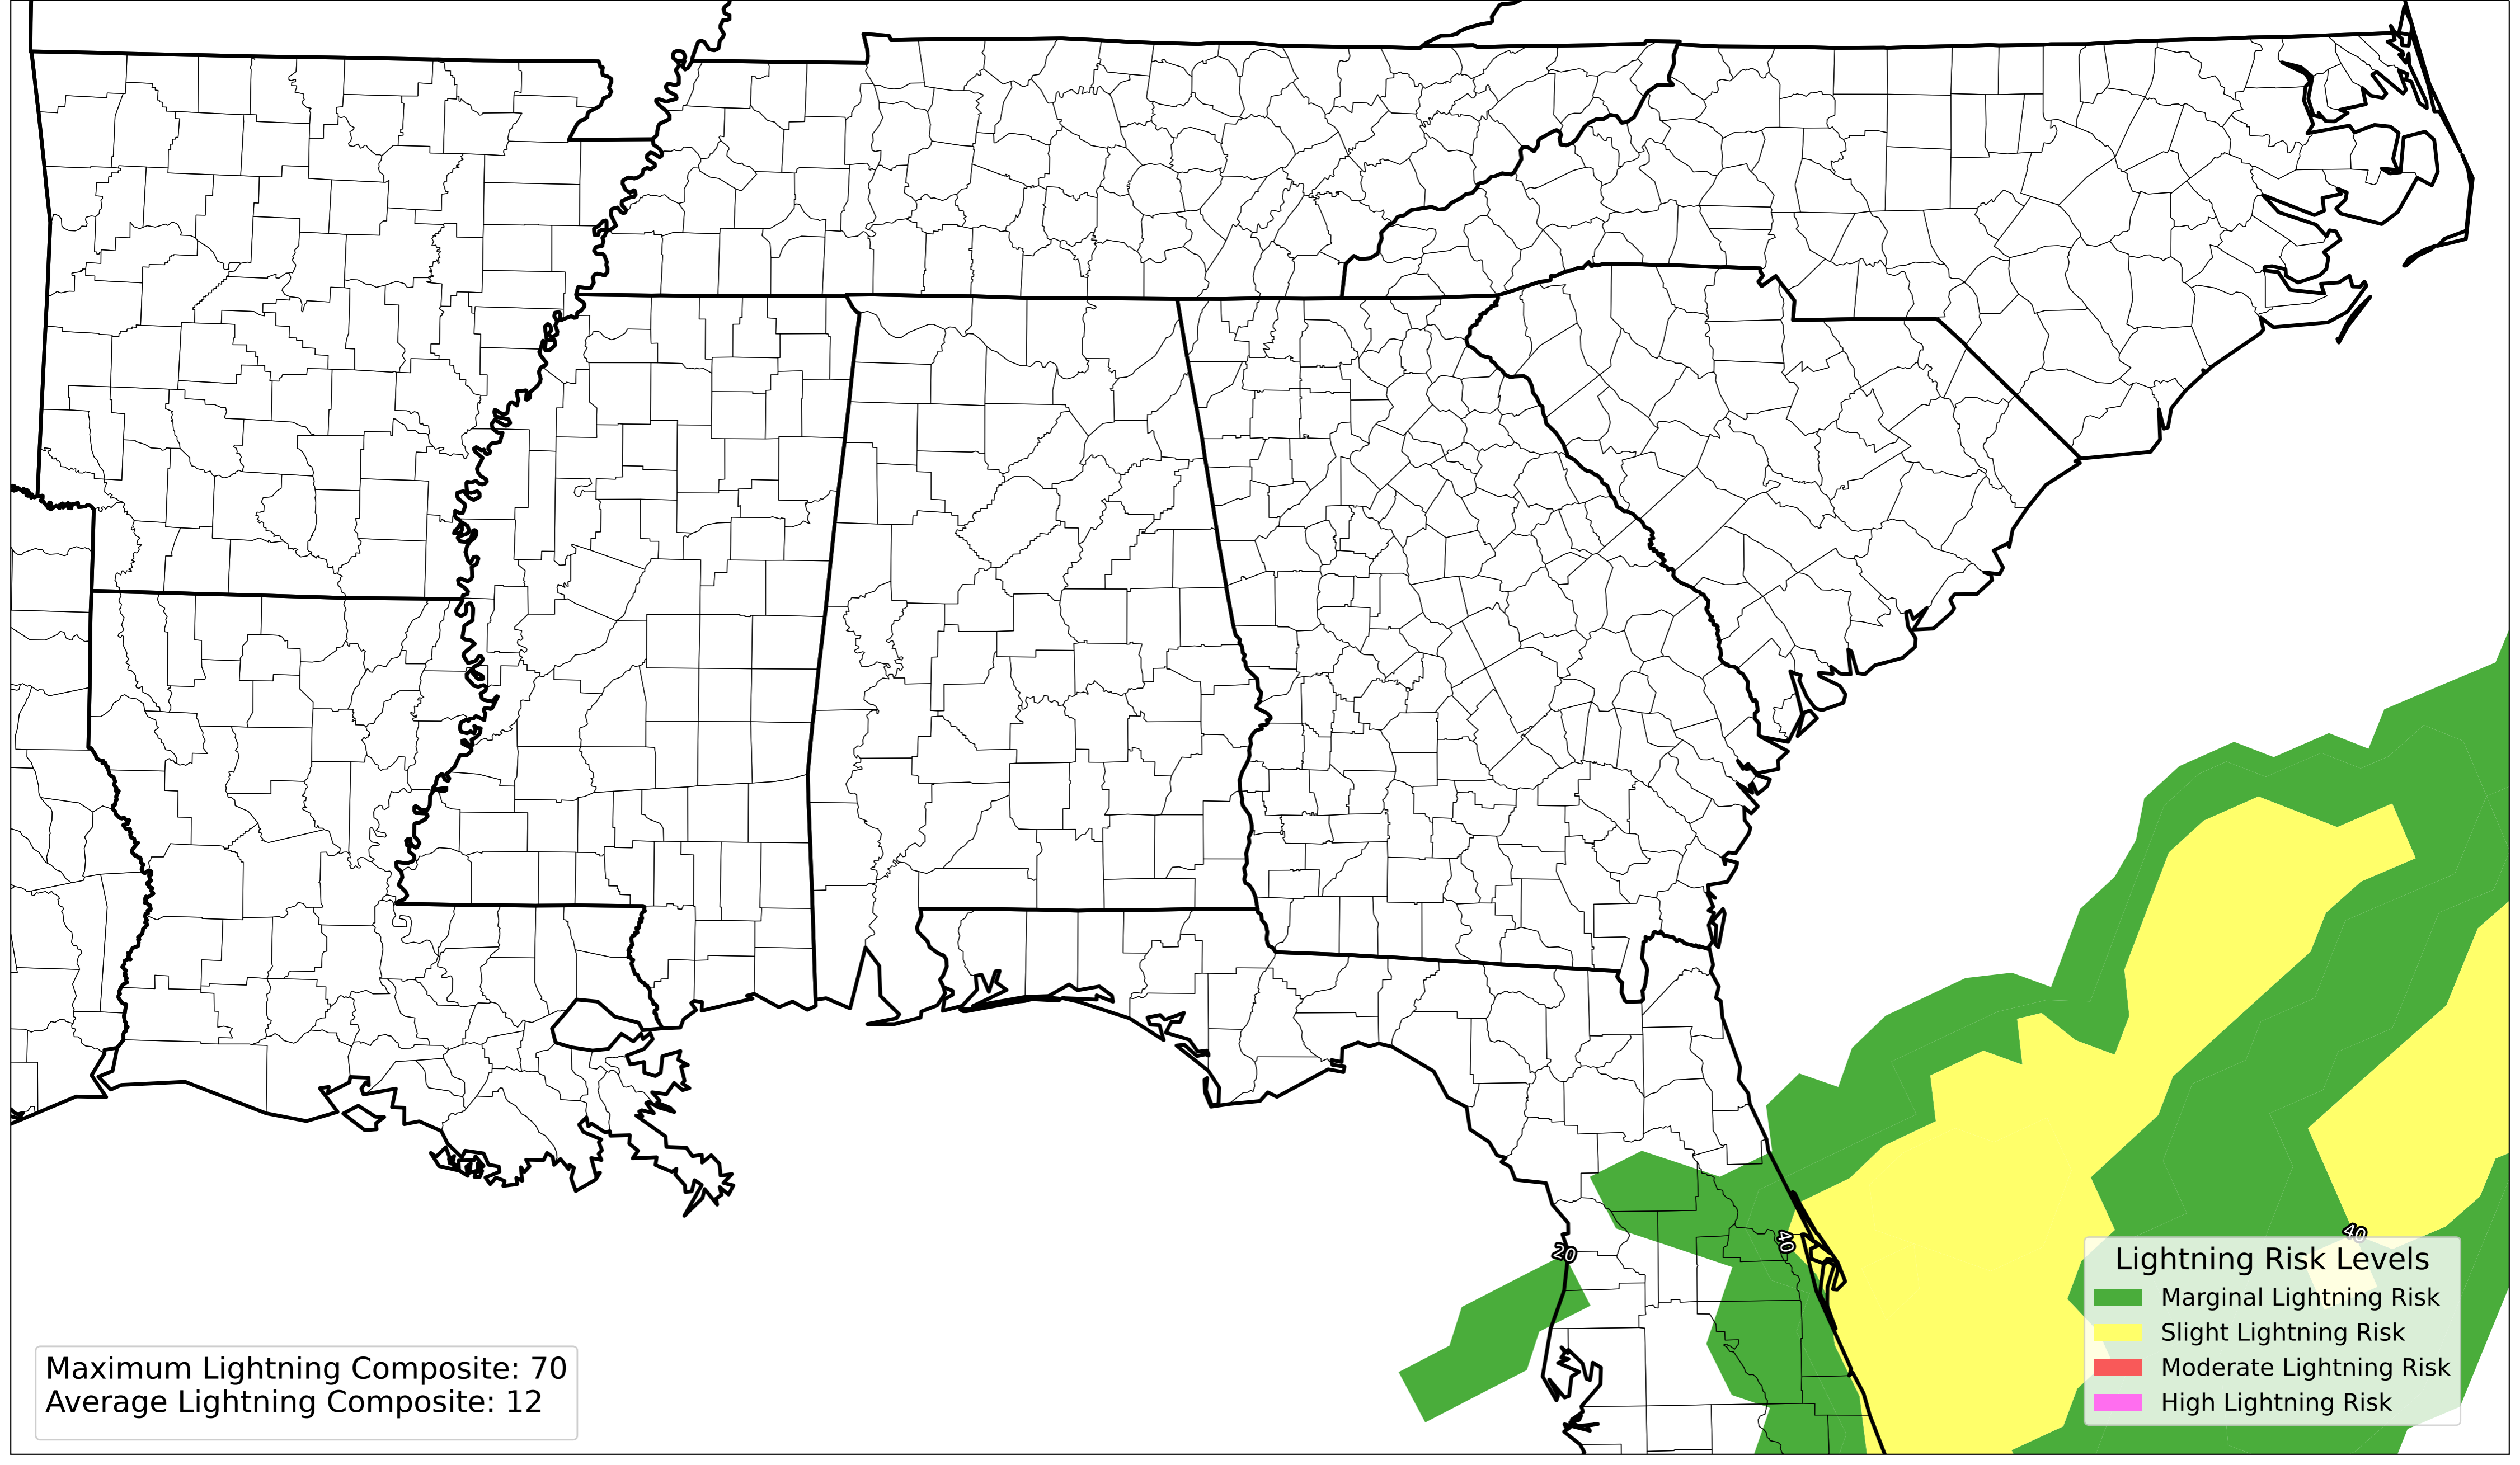 20
40
40
Lightning Risk Levels
Marginal Lightning Risk
Slight Lightning Risk
Moderate Lightning Risk
High Lightning Risk
Maximum Lightning Composite: 70
Average Lightning Composite: 12